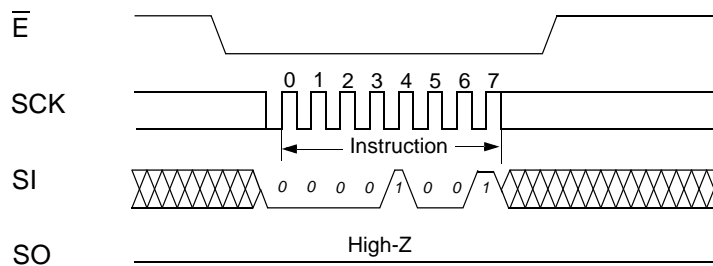 E̅
0 1 2 3 4 5 6 7
SCK
Instruction
SI
0 0 0 0 1 0 0 1
High-Z
SO